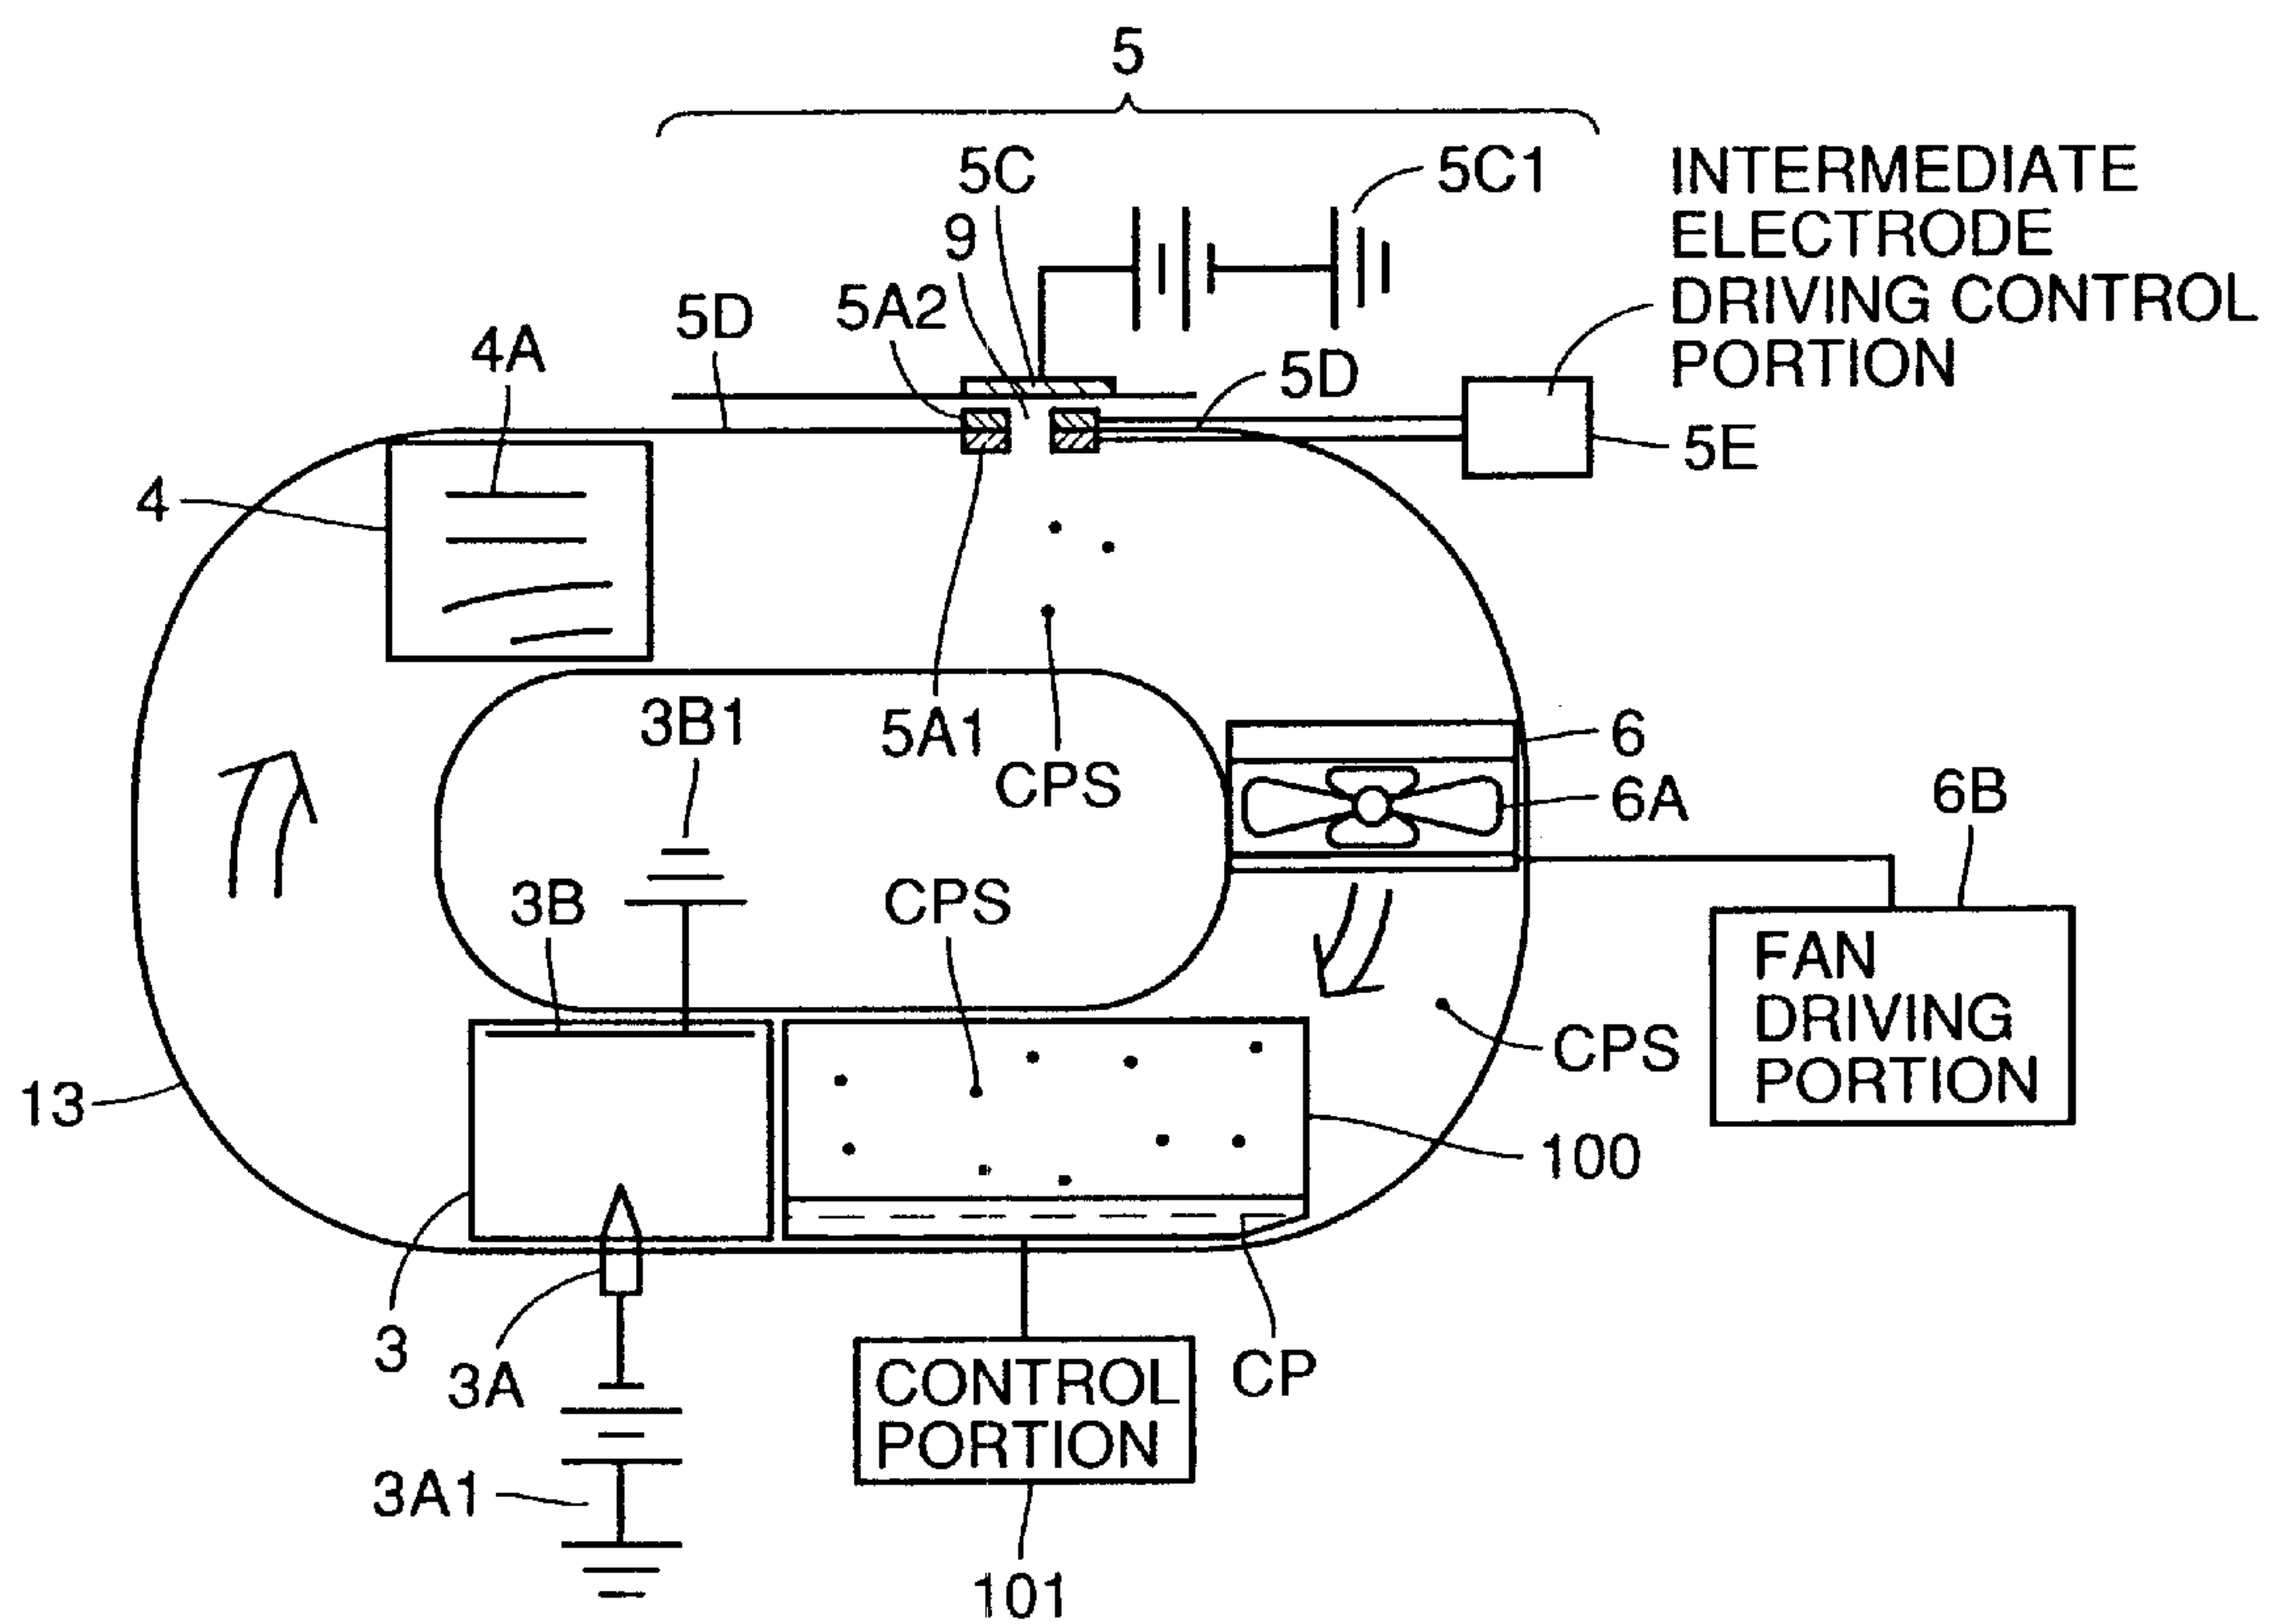 5
5C
5C1
INTERMEDIATE
ELECTRODE
DRIVING CONTROL
PORTION
9
5A2
5D
4A
5D
5E
4
5A1
CPS
3B1
6
6A
6B
3B
CPS
FAN
DRIVING
PORTION
CPS
13
100
3
3A
CONTROL
PORTION
CP
3A1
101